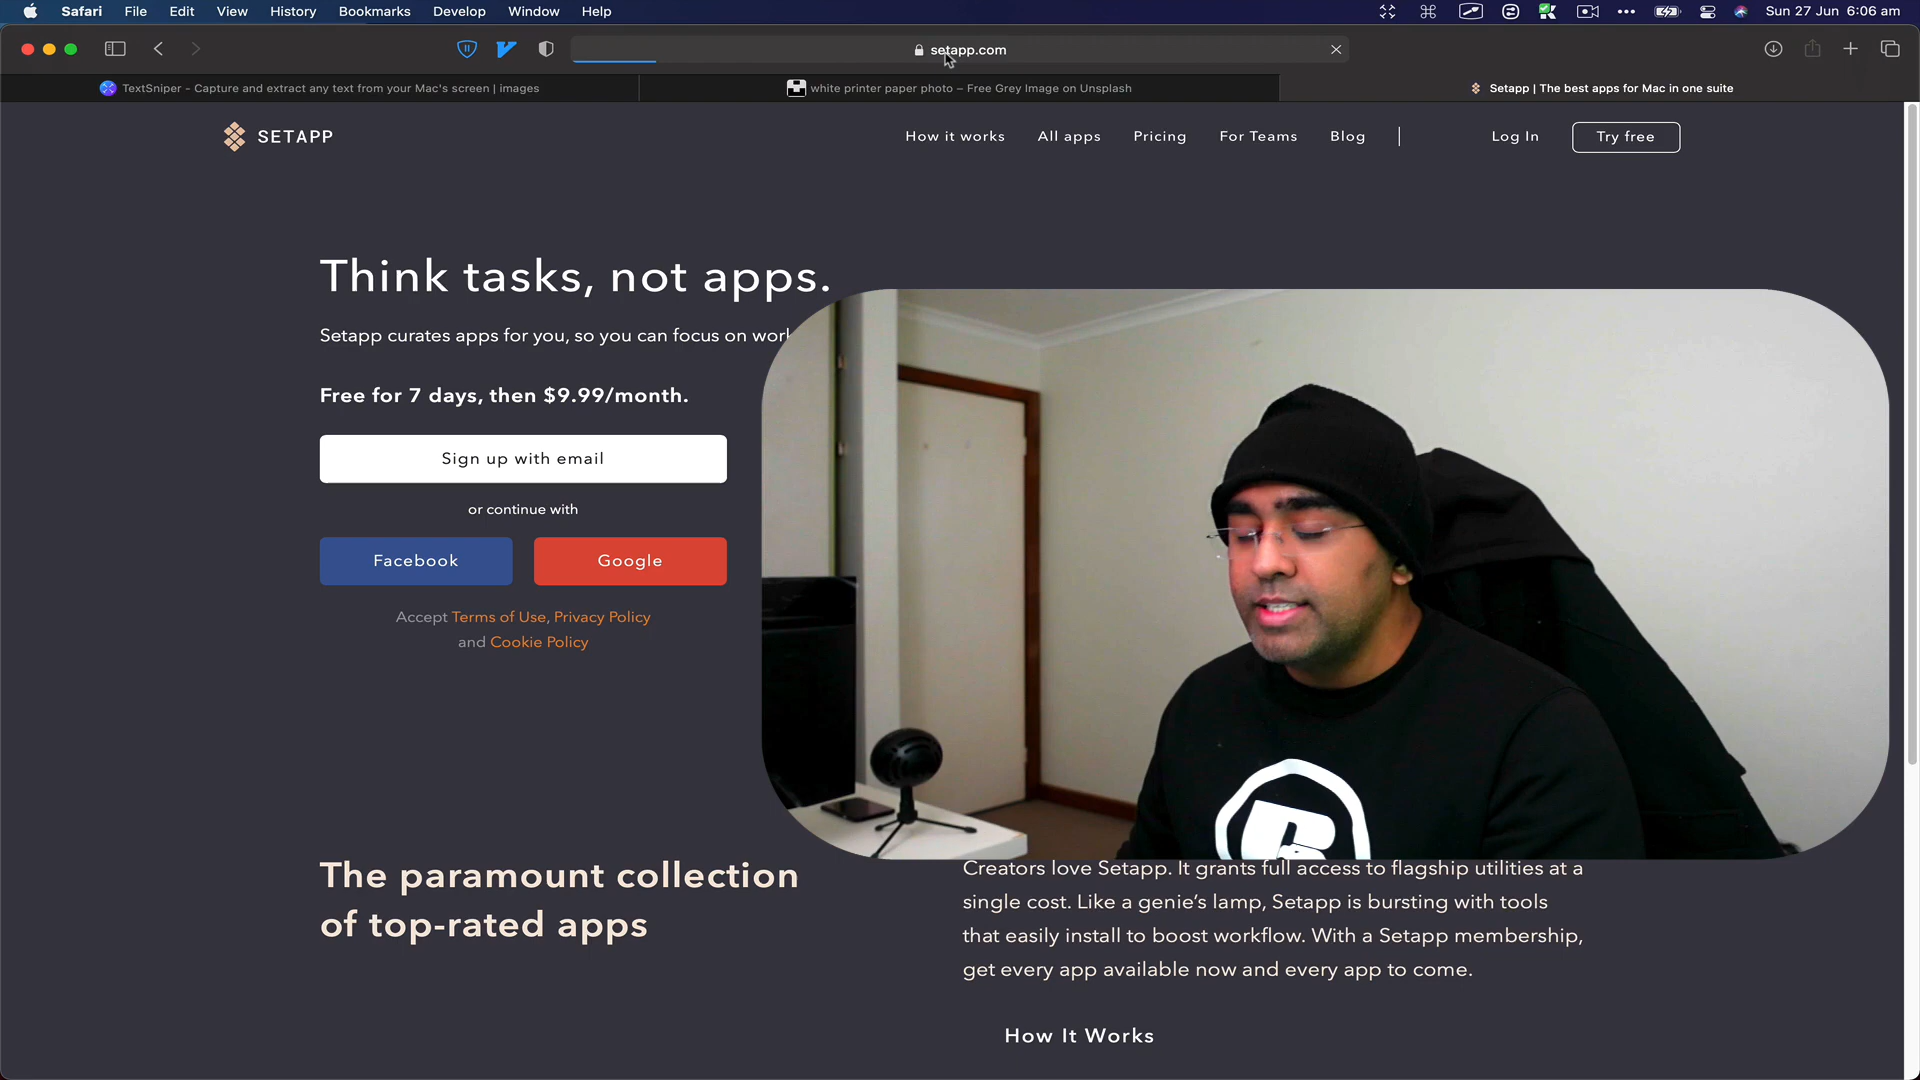 Safari File Edit View History Bookmarks Develop Window Help Sun 27 Jun 6:06 am
setapp.com
TextSniper - Capture and extract any text from your Mac's screen | images
white printer paper photo – Free Grey Image on Unsplash
Setapp | The best apps for Mac in one suite
SETAPP
How it works All apps Pricing For Teams Blog | Log In Try free
Think tasks, not apps.
Setapp curates apps for you, so you can focus on work
Free for 7 days, then $9.99/month.
Sign up with email
or continue with
Facebook Google
Accept Terms of Use, Privacy Policy
and Cookie Policy
The paramount collection
of top-rated apps
Creators love Setapp. It grants full access to flagship utilities at a
single cost. Like a genie’s lamp, Setapp is bursting with tools
that easily install to boost workflow. With a Setapp membership,
get every app available now and every app to come.
How It Works